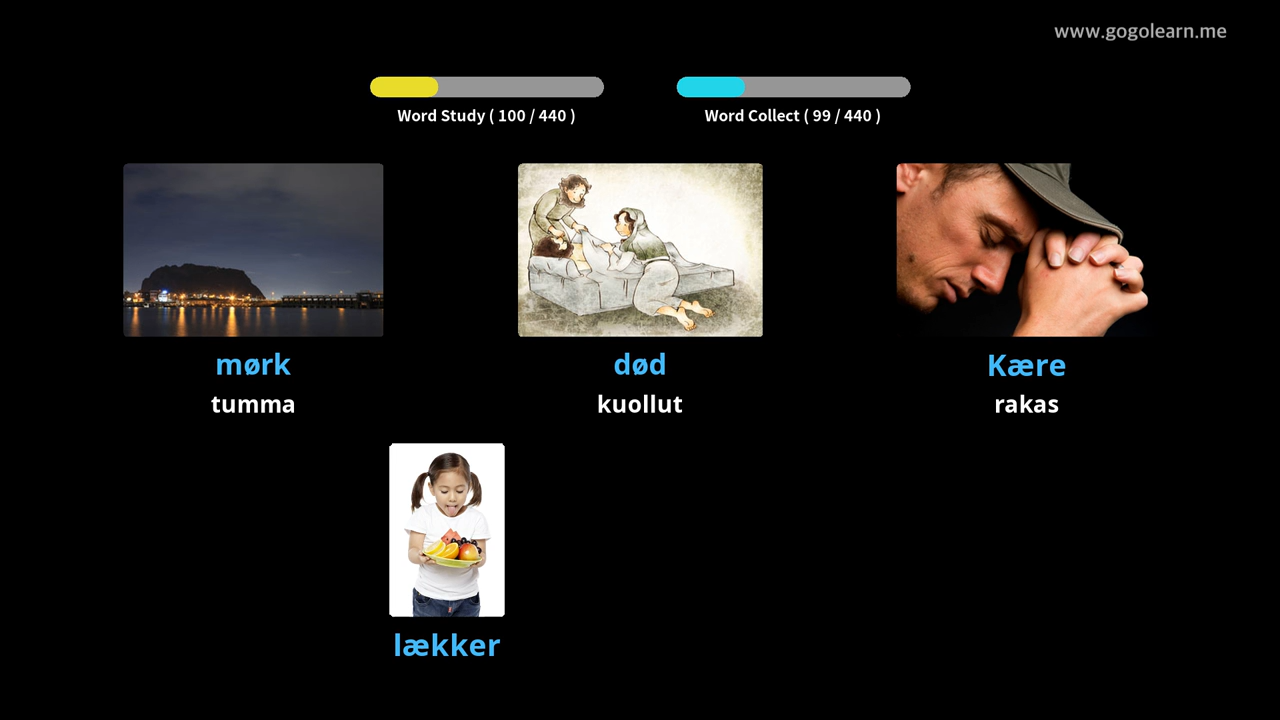 www.gogolearn.me
Word Study ( 100 / 440 )
Word Collect ( 99 / 440 )
mørk
død
Kære
tumma
kuollut
rakas
lækker